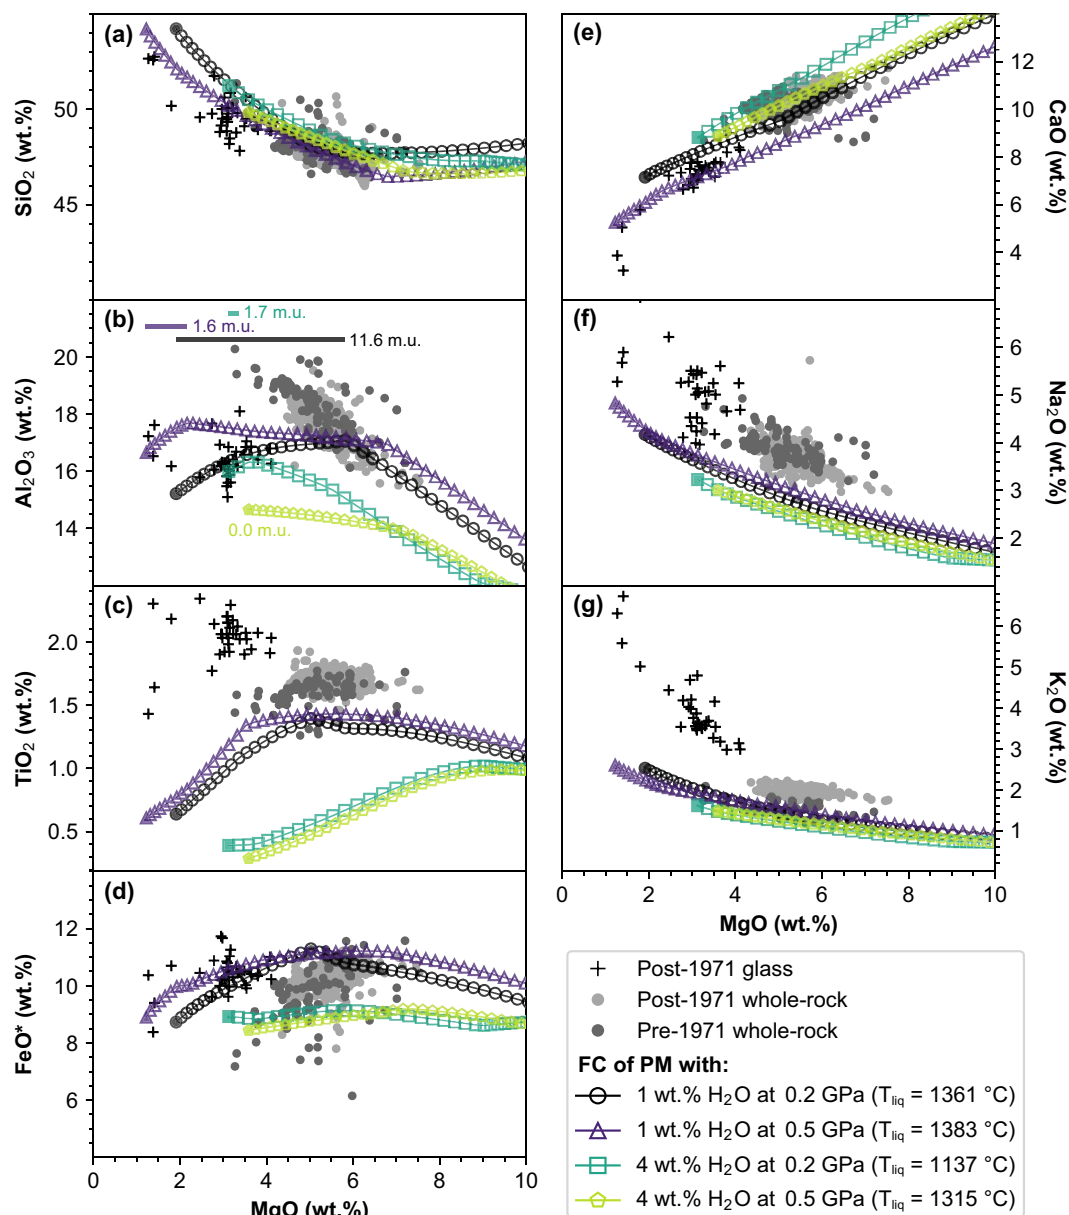 (a)
50
45
SiO2 (wt.%)
(b)
1.7 m.u.
1.6 m.u.
11.6 m.u.
0.0 m.u.
20
18
16
14
Al2O3 (wt.%)
(c)
2.0
1.5
1.0
0.5
TiO2 (wt.%)
(d)
12
10
8
6
FeO* (wt.%)
0 2 4 6 8 10
MgO (wt.%)
(e)
12
10
8
6
4
CaO (wt.%)
(f)
6
5
4
3
2
Na2O (wt.%)
(g)
6
5
4
3
2
1
K2O (wt.%)
0 2 4 6 8 10
MgO (wt.%)
Post-1971 glass
Post-1971 whole-rock
Pre-1971 whole-rock
FC of PM with:
1 wt.% H2O at 0.2 GPa (Tliq = 1361 °C)
1 wt.% H2O at 0.5 GPa (Tliq = 1383 °C)
4 wt.% H2O at 0.2 GPa (Tliq = 1137 °C)
4 wt.% H2O at 0.5 GPa (Tliq = 1315 °C)